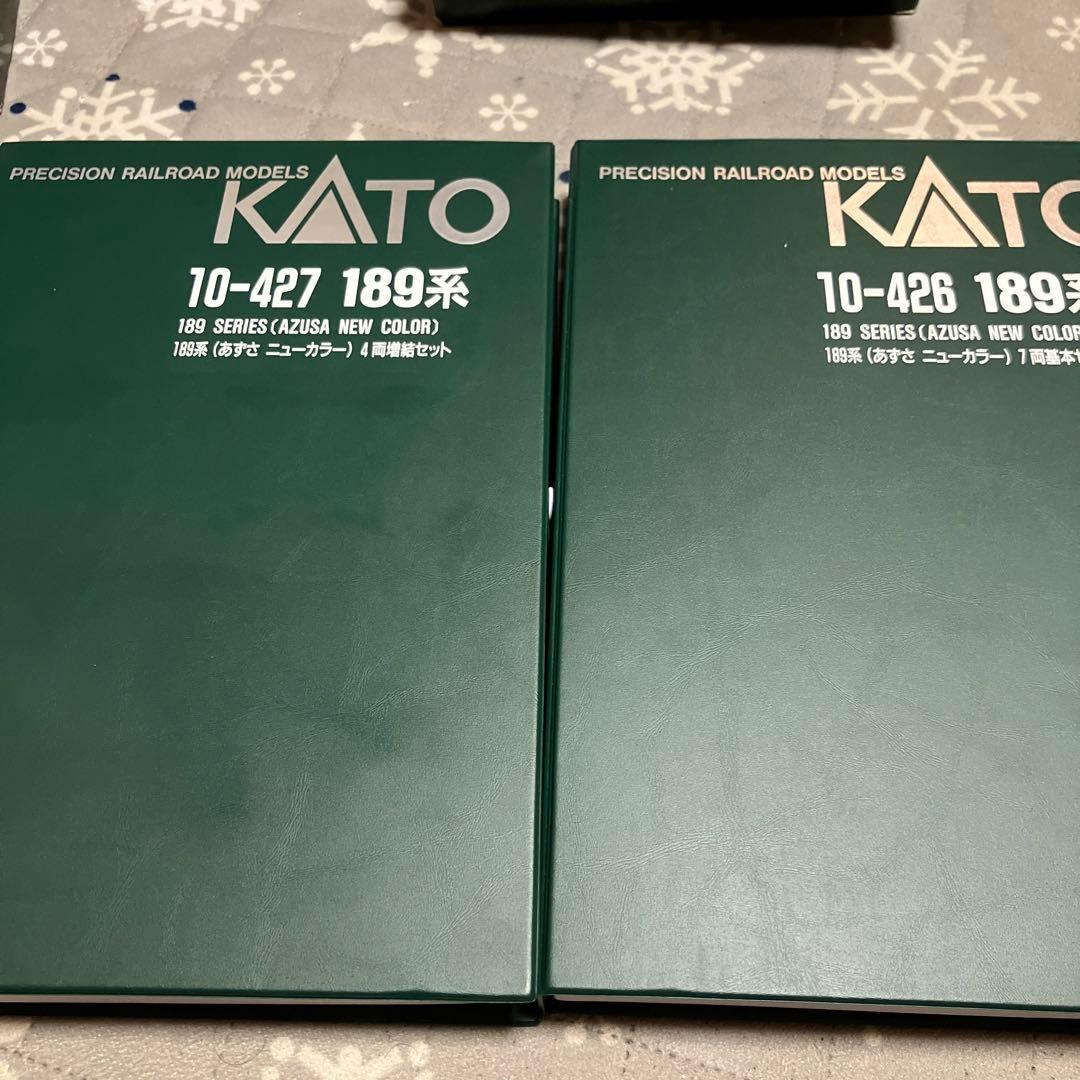 PRECISION RAILROAD MODELS
KATO
10-427 189系
189 SERIES(AZUSA NEW COLOR)
189系(あずさ ニューカラー) 4両増結セット
PRECISION RAILROAD MODELS
KATO
10-426 189系
189 SERIES(AZUSA NEW COLOR
189系(あずさ ニューカラー) 7両基本